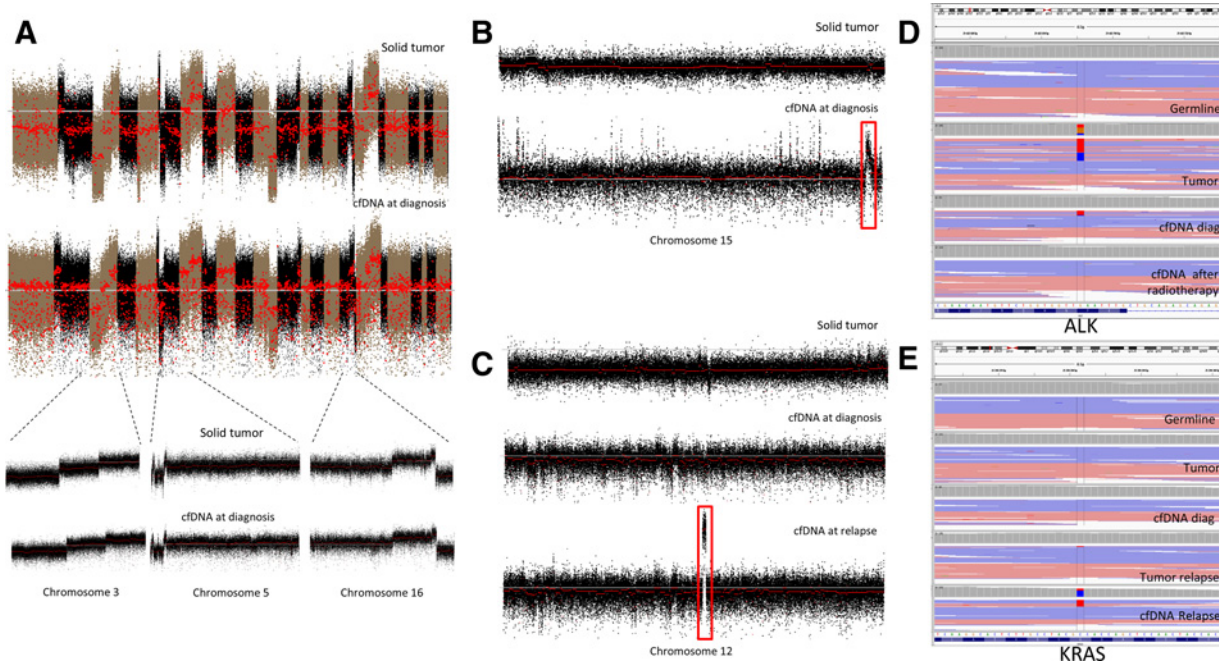 A
Solid tumor
cfDNA at diagnosis
Solid tumor
cfDNA at diagnosis
Chromosome 3
Chromosome 5
Chromosome 16
B
Solid tumor
cfDNA at diagnosis
Chromosome 15
C
Solid tumor
cfDNA at diagnosis
cfDNA at relapse
Chromosome 12
D
Germline
Tumor
cfDNA diag
cfDNA after
radiotherapy
ALK
E
Germline
Tumor
cfDNA diag
Tumor relapse
cfDNA Relapse
KRAS